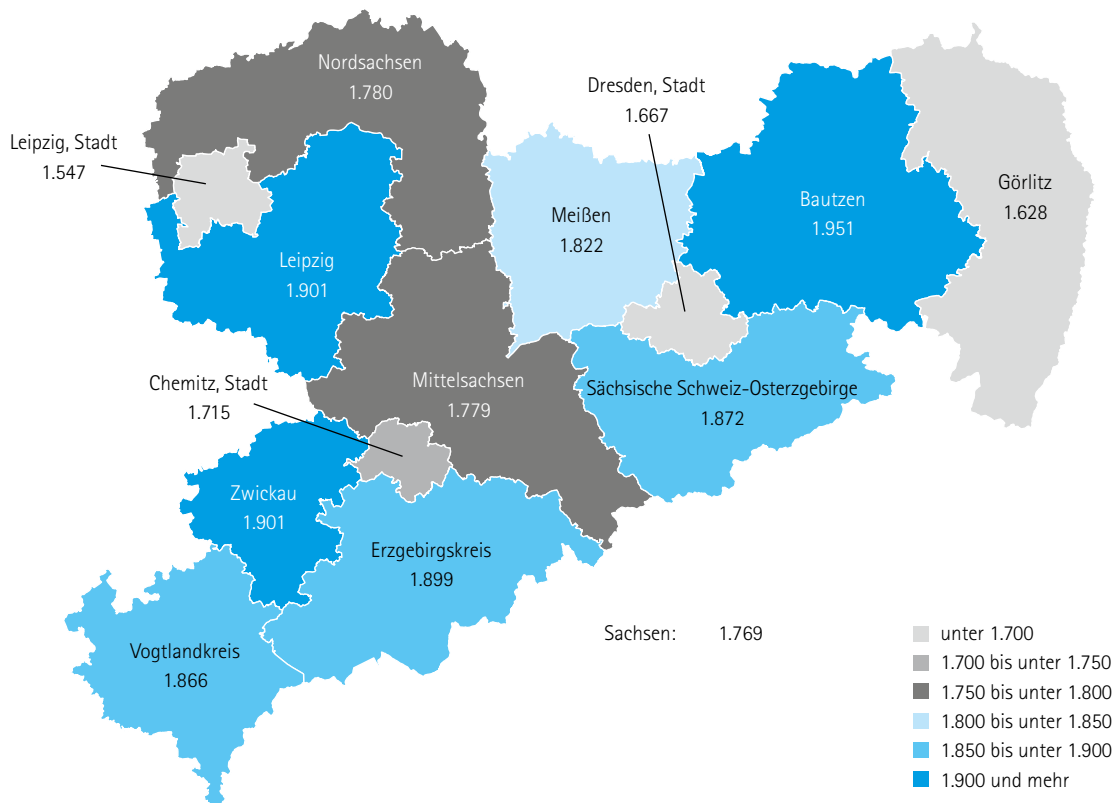 Nordsachsen
1.780
Dresden, Stadt
1.667
Leipzig, Stadt
1.547
Görlitz
1.628
Bautzen
1.951
Meißen
1.822
Leipzig
1.901
Mittelsachsen
1.779
Chemitz, Stadt
1.715
Sächsische Schweiz-Osterzgebirge
1.872
Zwickau
1.901
Erzgebirgskreis
1.899
Vogtlandkreis
1.866
Sachsen: 1.769
unter 1.700
1.700 bis unter 1.750
1.750 bis unter 1.800
1.800 bis unter 1.850
1.850 bis unter 1.900
1.900 und mehr